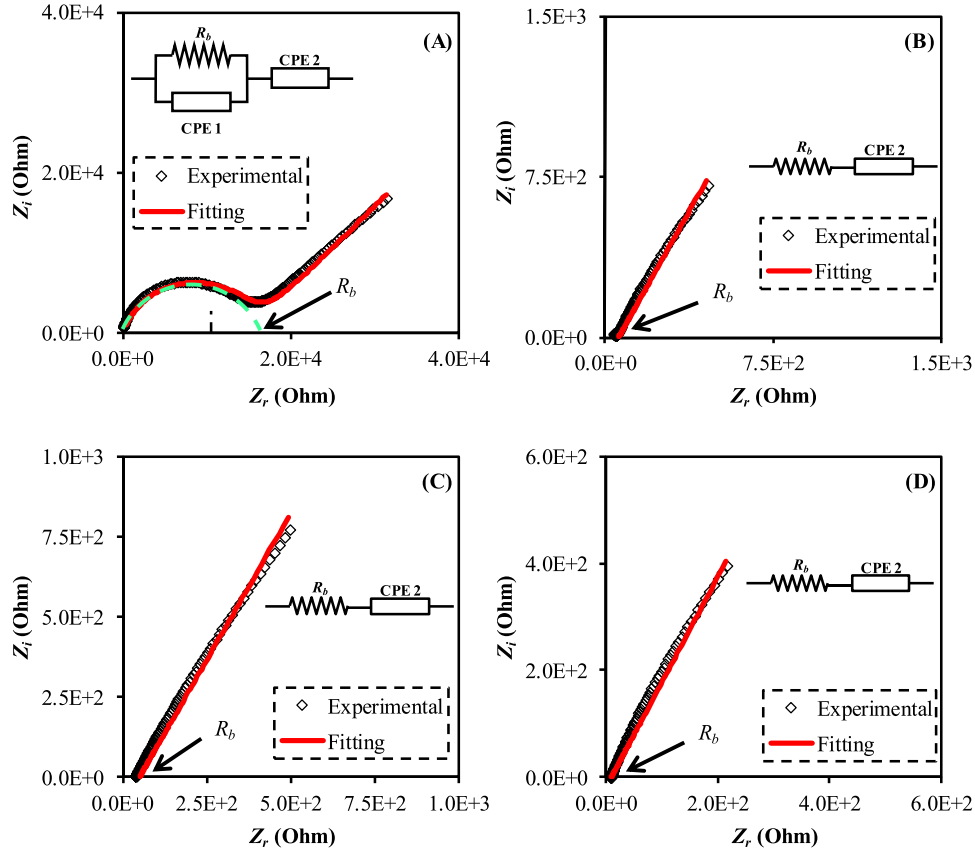 4.0E+4
(A)
R_b
CPE 2
CPE 1
2.0E+4
Z_i (Ohm)
Experimental
Fitting
R_b
0.0E+0
0.0E+0 2.0E+4 4.0E+4
Z_r (Ohm)
1.5E+3
(B)
R_b CPE 2
7.5E+2
Z_i (Ohm)
Experimental
Fitting
R_b
0.0E+0
0.0E+0 7.5E+2 1.5E+3
Z_r (Ohm)
1.0E+3
(C)
7.5E+2
R_b CPE 2
5.0E+2
Z_i (Ohm)
2.5E+2
Experimental
Fitting
R_b
0.0E+0
0.0E+0 2.5E+2 5.0E+2 7.5E+2 1.0E+3
Z_r (Ohm)
6.0E+2
(D)
4.0E+2
R_b CPE 2
Z_i (Ohm)
2.0E+2
Experimental
Fitting
R_b
0.0E+0
0.0E+0 2.0E+2 4.0E+2 6.0E+2
Z_r (Ohm)